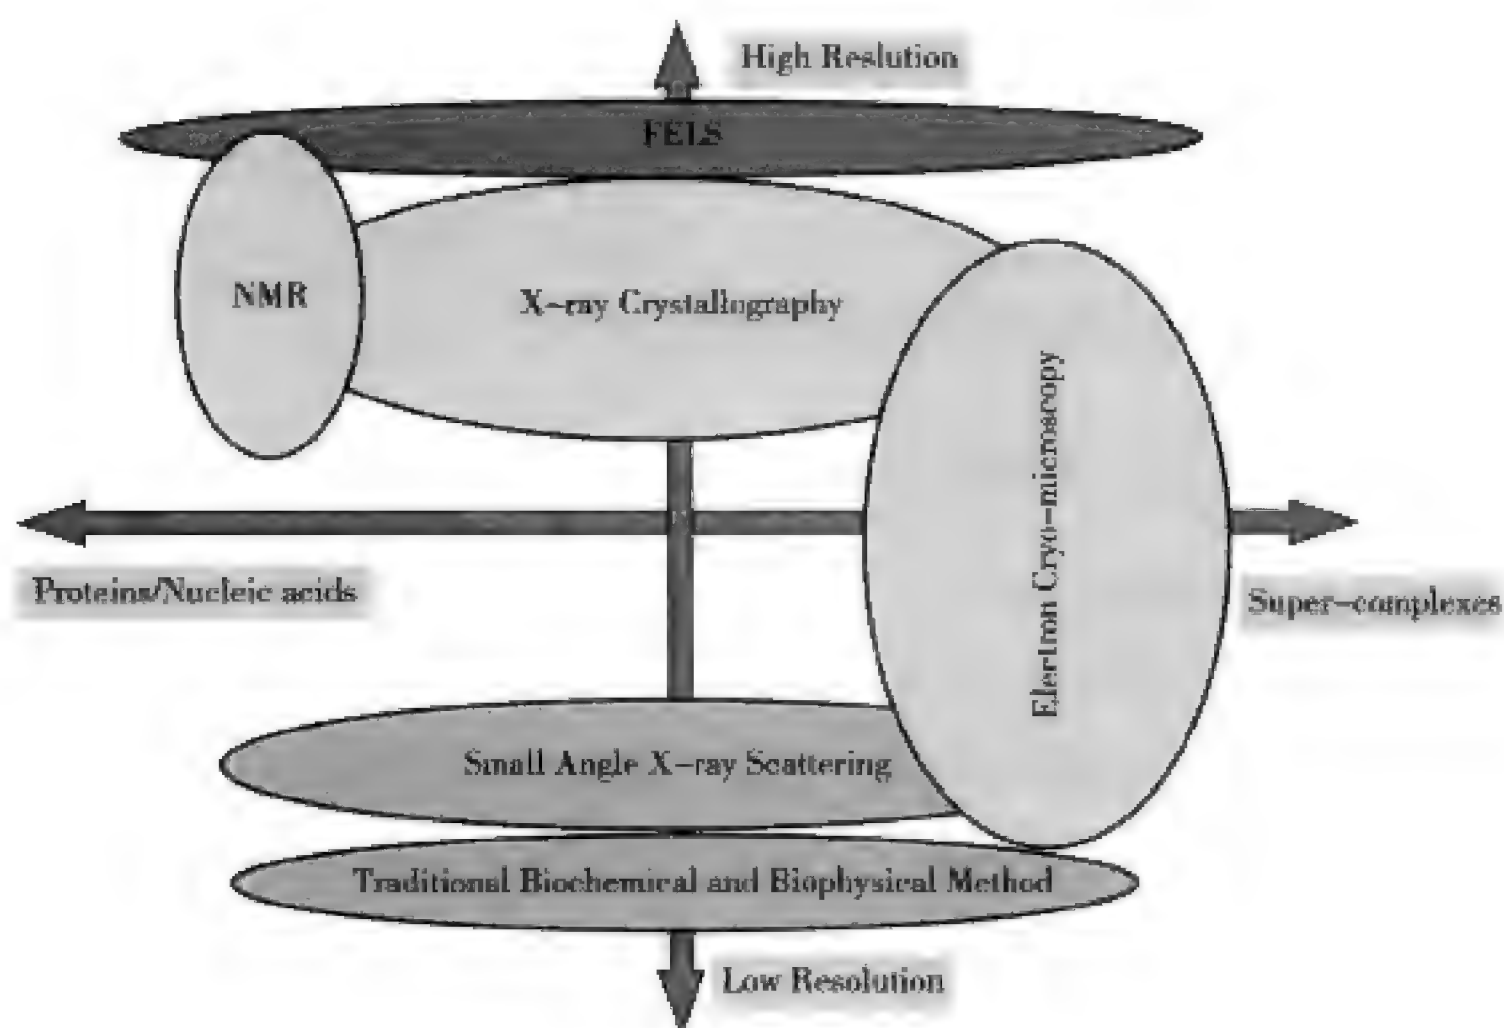 High Reslution
FELS
NMR
X-ray Crystallography
Electron Cryo-microscopy
Proteins/Nucleic acids
Super-complexes
Small Angle X-ray Scattering
Traditional Biochemical and Biophysical Method
Low Resolution